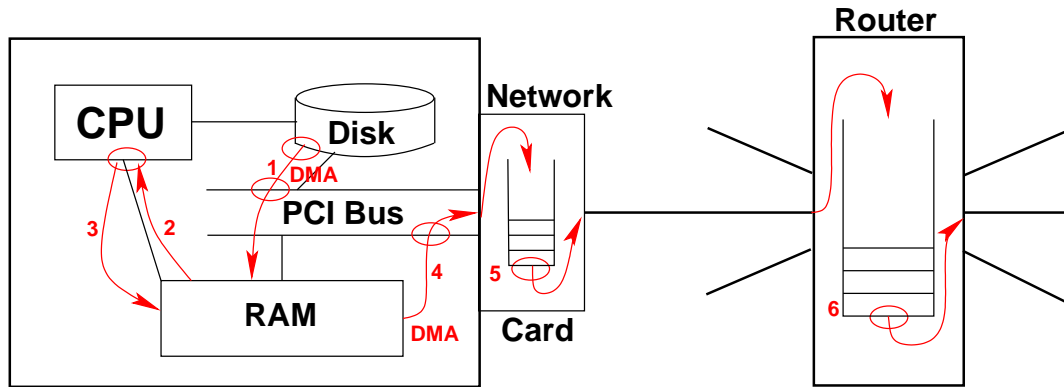 Router
Network
CPU
Disk
1
DMA
PCI Bus
3
2
4
5
RAM
DMA
Card
6